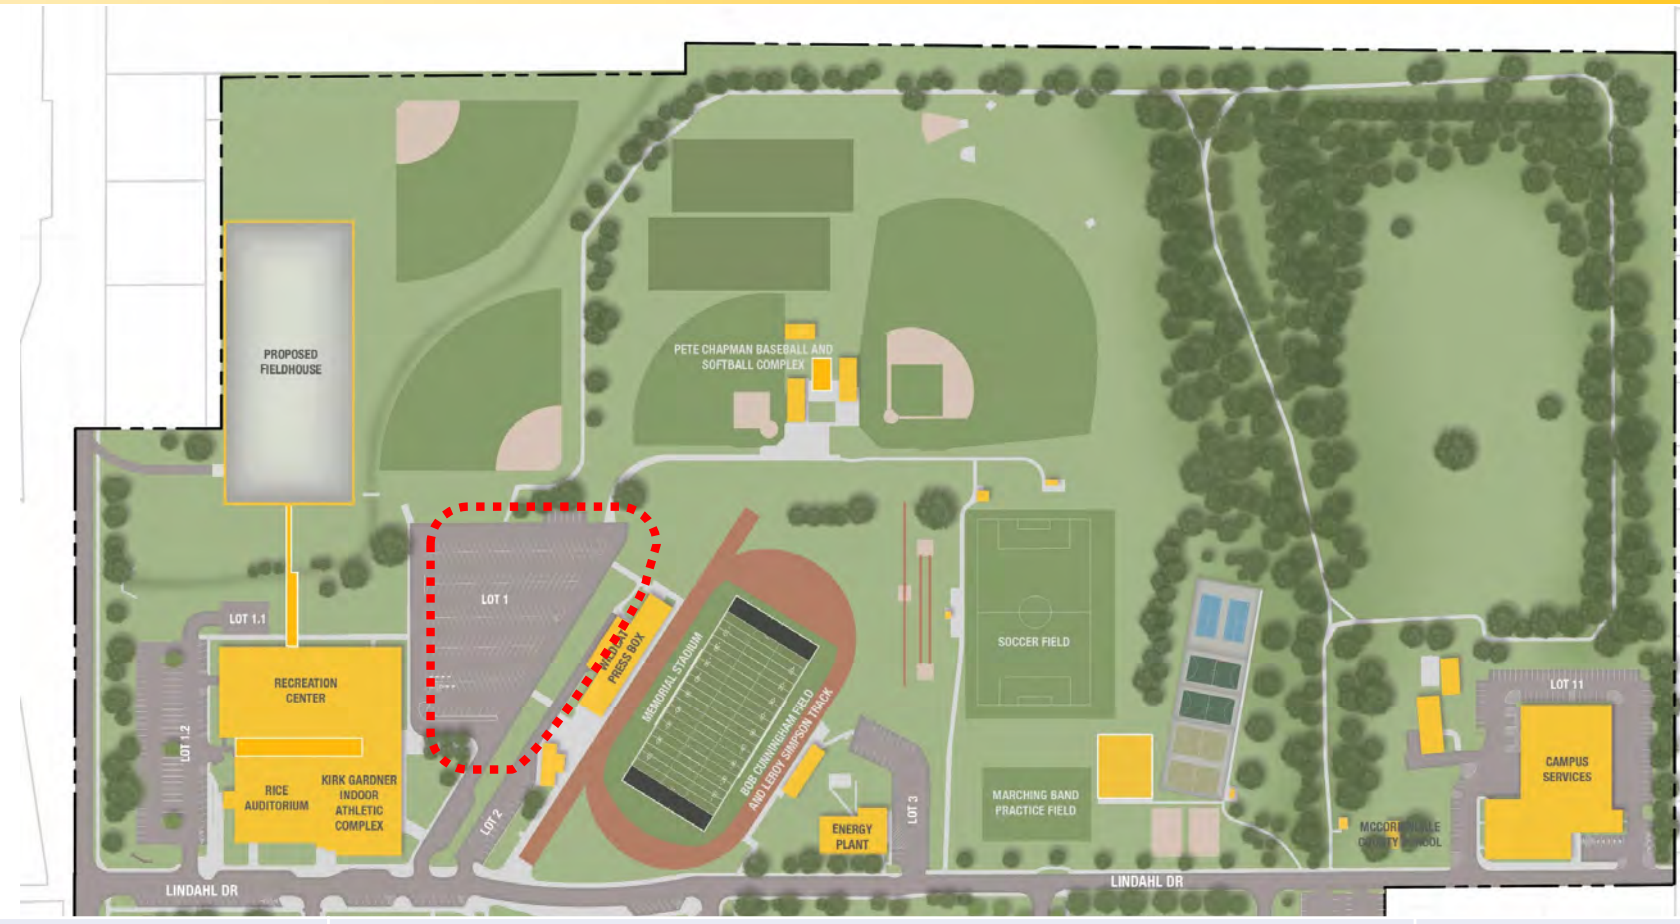 PROPOSED
FIELDHOUSE
PETE CHAPMAN BASEBALL AND
SOFTBALL COMPLEX
LOT 1
LOT 1.1
WILDCAT
PRESS BOX
MEMORIAL STADIUM
BOB CUNNINGHAM FIELD
AND LEROY SIMPSON TRACK
SOCCER FIELD
RECREATION
CENTER
LOT 1.2
LOT 11
CAMPUS
SERVICES
RICE
AUDITORIUM
KIRK GARDNER
INDOOR
ATHLETIC
COMPLEX
LOT 2
LOT 3
MARCHING BAND
PRACTICE FIELD
ENERGY
PLANT
COUNTY SCHOOL
LINDAHL DR
LINDAHL DR